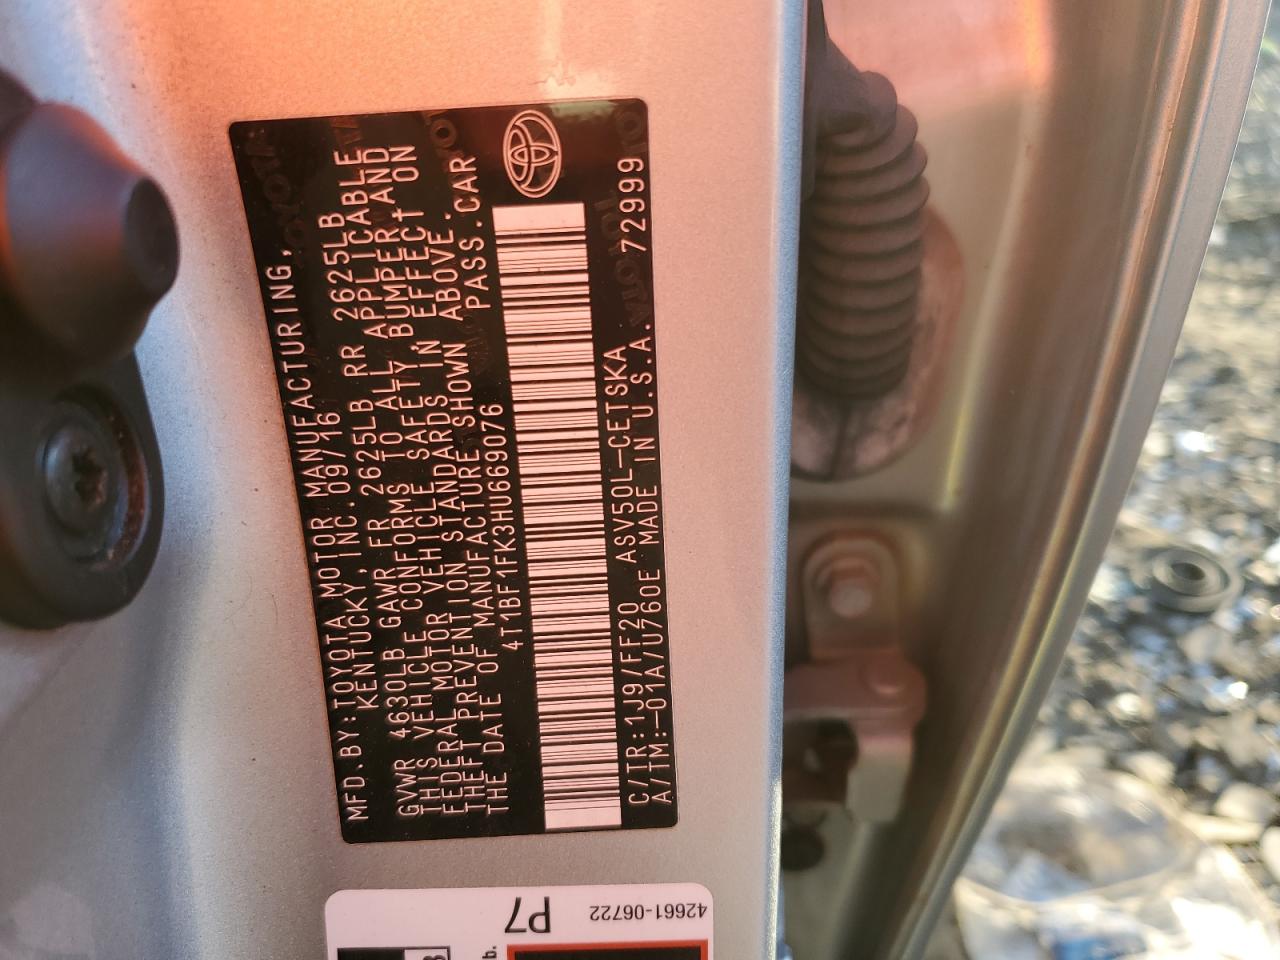 MFD.BY:TOYOTA MOTOR MANUFACTURING,
KENTUCKY,INC.09/16
GVWR 4630LB GAWR FR 2625LB RR 2625LB
THIS VEHICLE CONFORMS TO ALL APPLICABLE
FEDERAL MOTOR VEHICLE SAFETY,BUMPER AND
THEFT PREVENTION STANDARDS IN EFFECT ON
THE DATE OF MANUFACTURE SHOWN ABOVE.
4T1BF1FK3HU669076 PASS.CAR
C/TR:1J9/FF20 ASV50L-CETSKA
A/TM:-01A/U760E MADE IN U.S.A. 72999
P7
42661-06722